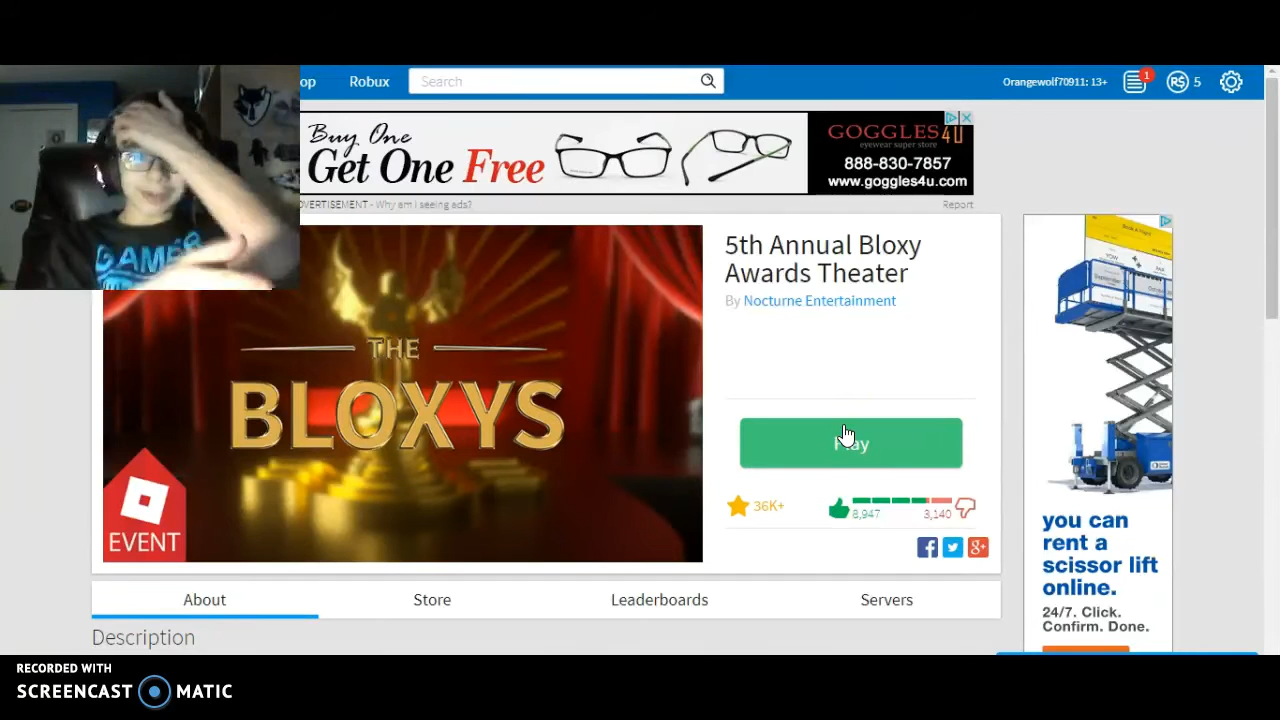 op
Robux
Search
Orangewolf70911: 13+
1
R$ 5
Buy One
Get One Free
GOGGLES4U
eyewear super store
888-830-7857
www.goggles4u.com
VERTISEMENT - Why am I seeing ads?
Report
GAMER
THE
BLOXYS
EVENT
5th Annual Bloxy
Awards Theater
By Nocturne Entertainment
Play
36K+
8,947
3,140
you can
rent a
scissor lift
online.
24/7. Click.
Confirm. Done.
About
Store
Leaderboards
Servers
Description
RECORDED WITH
SCREENCAST MATIC